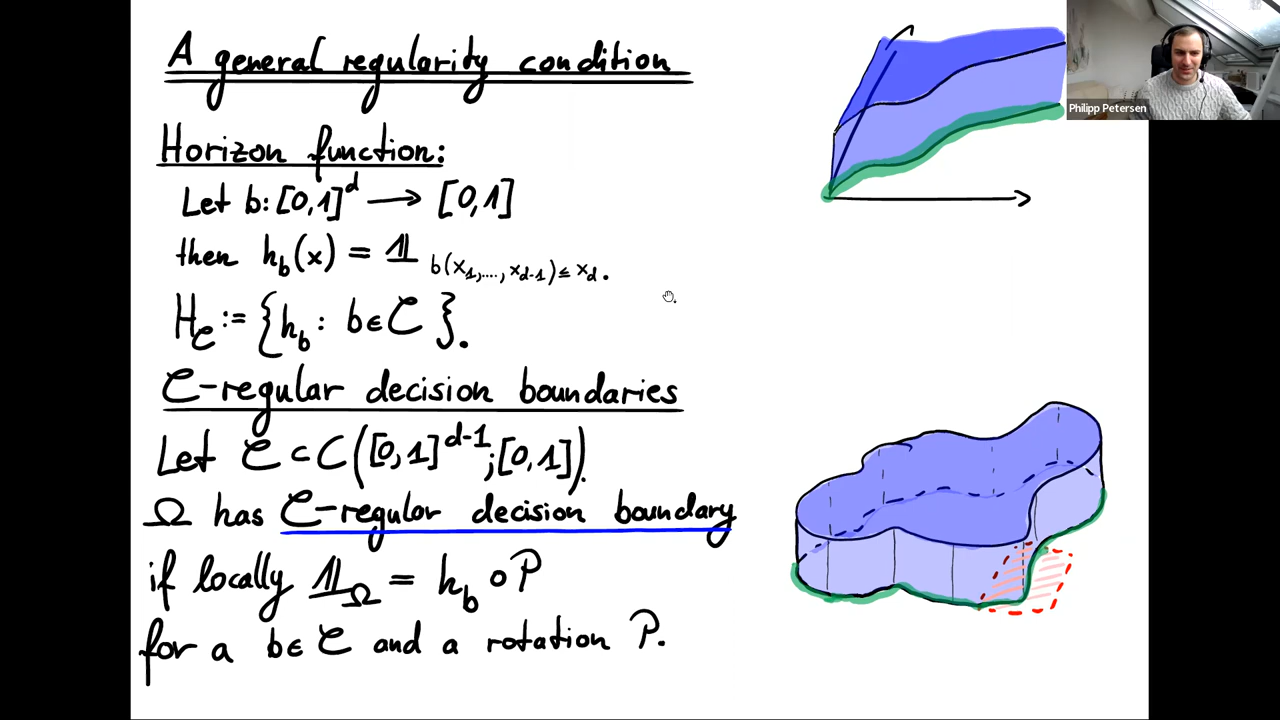 A general regularity condition
Philipp Petersen
Horizon function:
Let b: [0,1]^d → [0,1]
then h_b(x) = 𝟙_{b(x_1,...., x_{d-1}) ≤ x_d}.
H_𝒞 := {h_b : b ∈ 𝒞}.
𝒞-regular decision boundaries
Let 𝒞 ⊂ C([0,1]^{d-1}; [0,1]).
Ω has 𝒞-regular decision boundary
if locally 𝟙_Ω = h_b ∘ P
for a b ∈ 𝒞 and a rotation P.